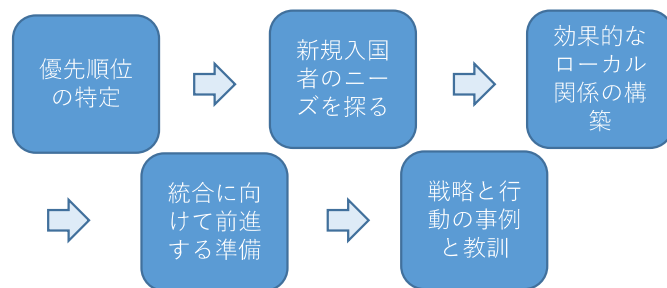 優先順位
の特定
新規入国
者のニー
ズを探る
効果的な
ローカル
関係の構
築
統合に向
けて前進
する準備
戦略と行
動の事例
と教訓